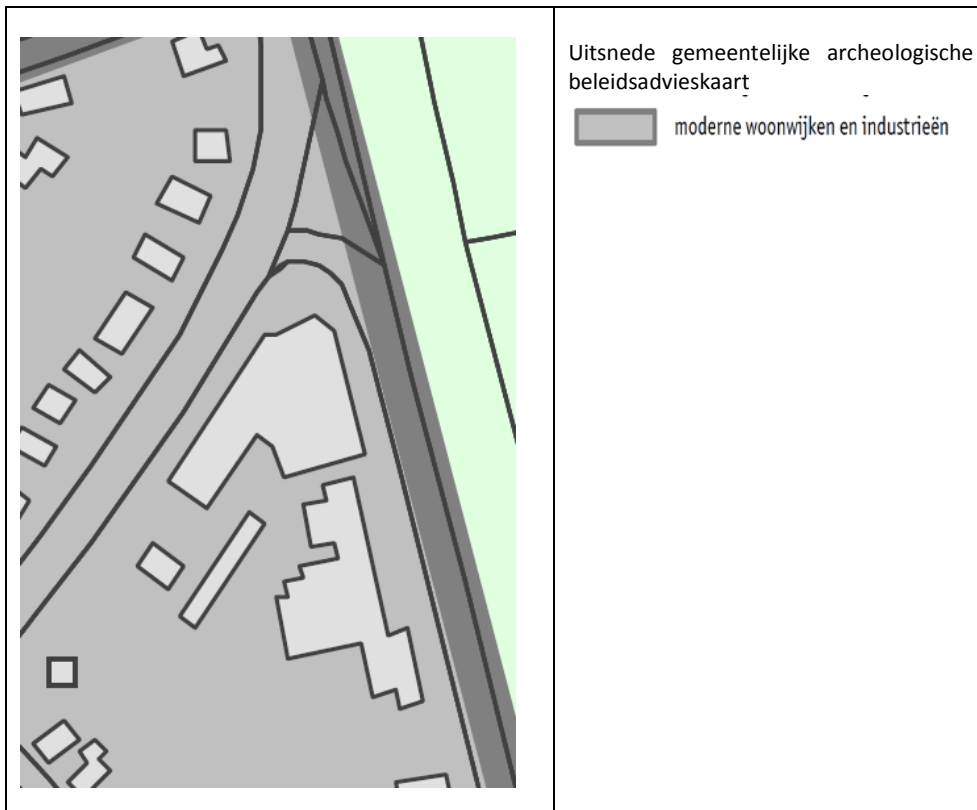 Uitsnede gemeentelijke archeologische
beleidsadvieskaart
moderne woonwijken en industrieën